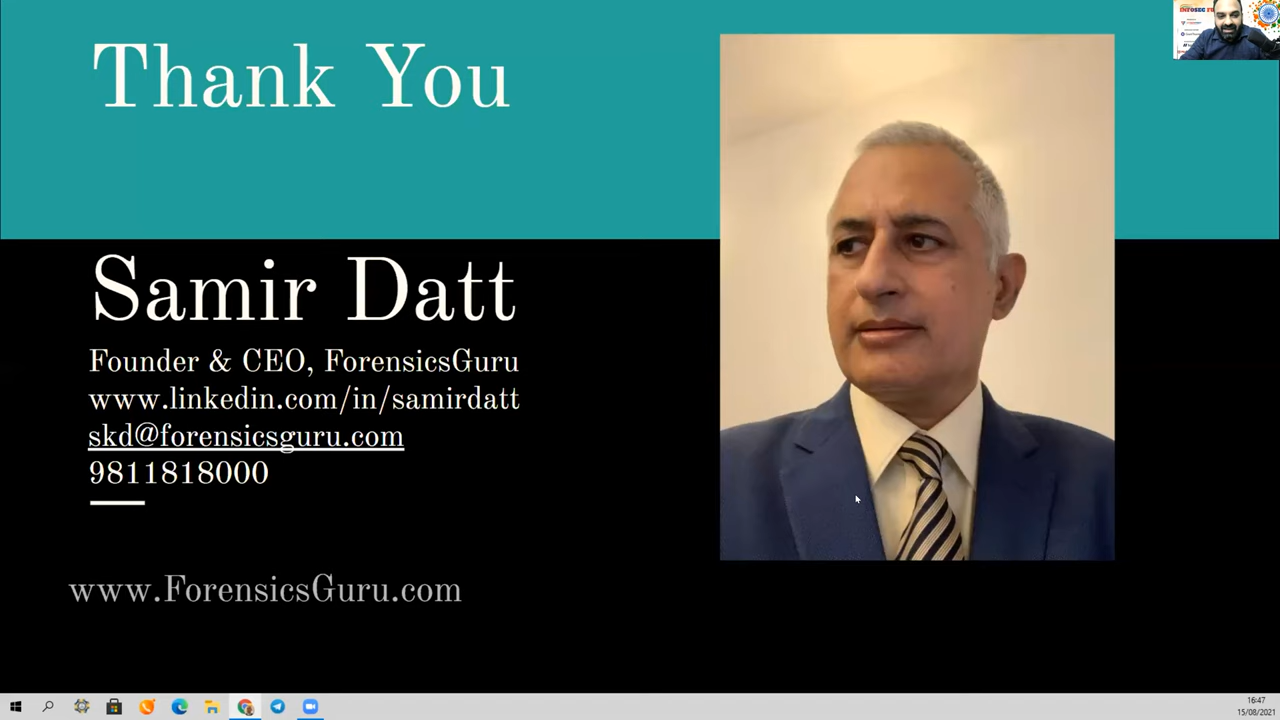 Thank You
Samir Datt
Founder & CEO, ForensicsGuru
www.linkedin.com/in/samirdatt
skd@forensicsguru.com
9811818000
www.ForensicsGuru.com
16:47
15/08/2021